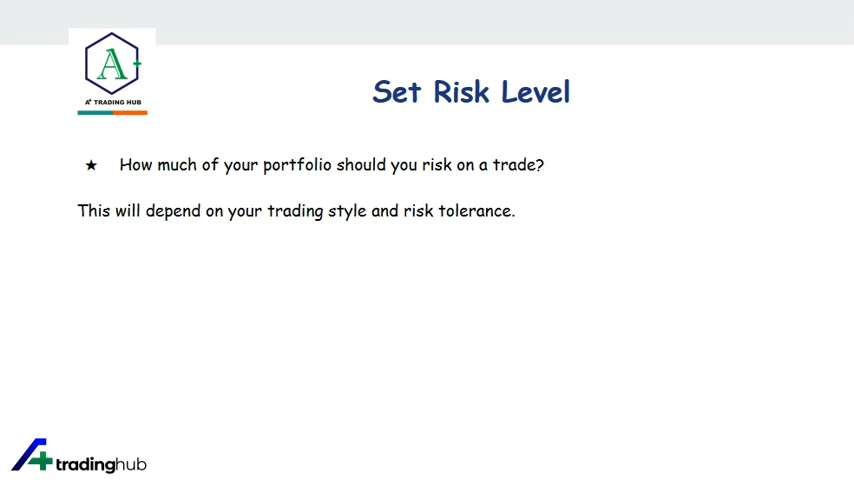 A+
A+ TRADING HUB
Set Risk Level
★ How much of your portfolio should you risk on a trade?
This will depend on your trading style and risk tolerance.
A+ tradinghub